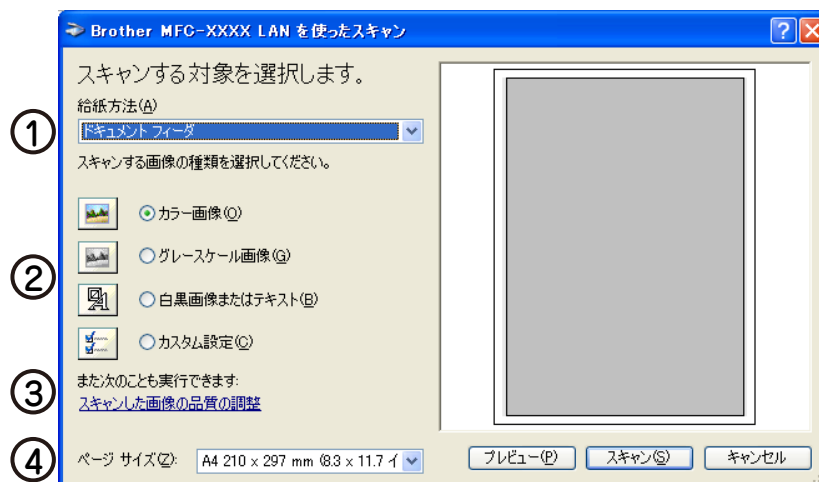 Brother MFC-XXXX LAN を使ったスキャン
スキャンする対象を選択します。
給紙方法(A)
①
ドキュメント フィーダ
スキャンする画像の種類を選択してください。
カラー画像(O)
グレースケール画像(G)
②
白黒画像またはテキスト(B)
カスタム設定(C)
また次のことも実行できます:
③
スキャンした画像の品質の調整
④
ページ サイズ(Z): A4 210 x 297 mm (8.3 x 11.7 イ
プレビュー(P) スキャン(S) キャンセル